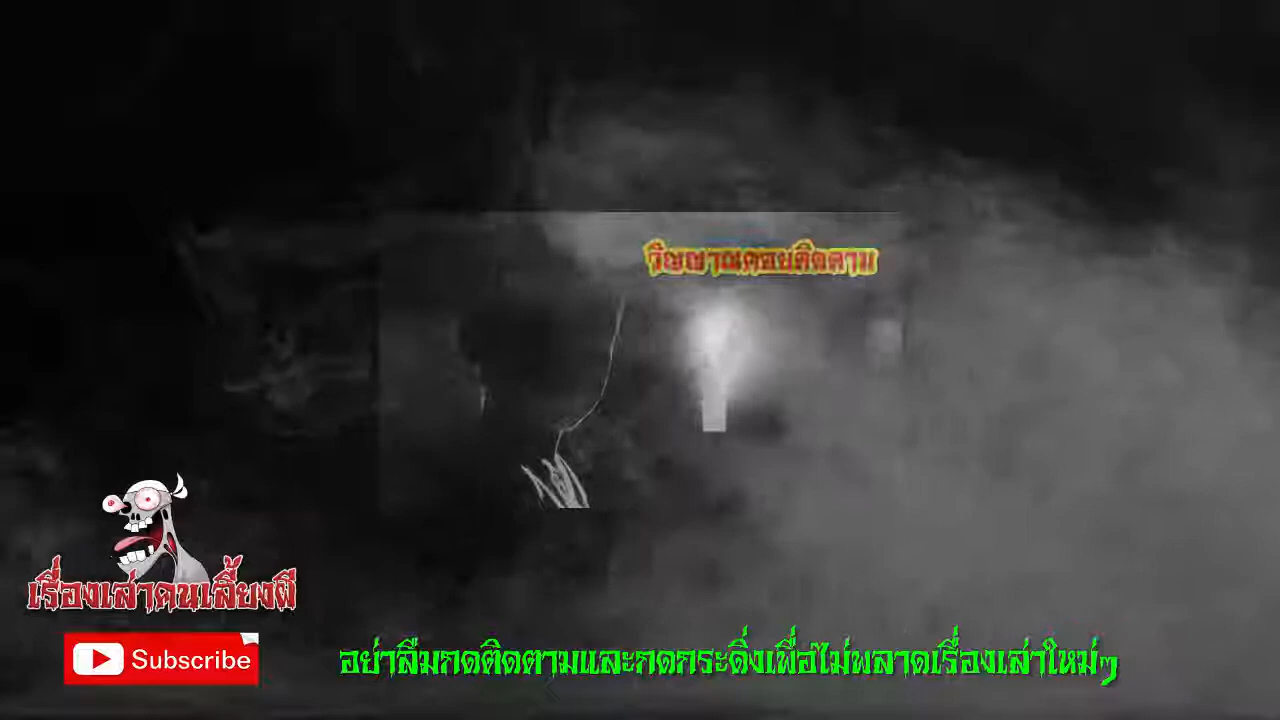 วิญญาณคอยติดตาม
เรื่องเล่าคนเลี้ยงผี
Subscribe
อย่าลืมกดติดตามและกดกระดิ่งเพื่อไม่พลาดเรื่องเล่าใหม่ๆ